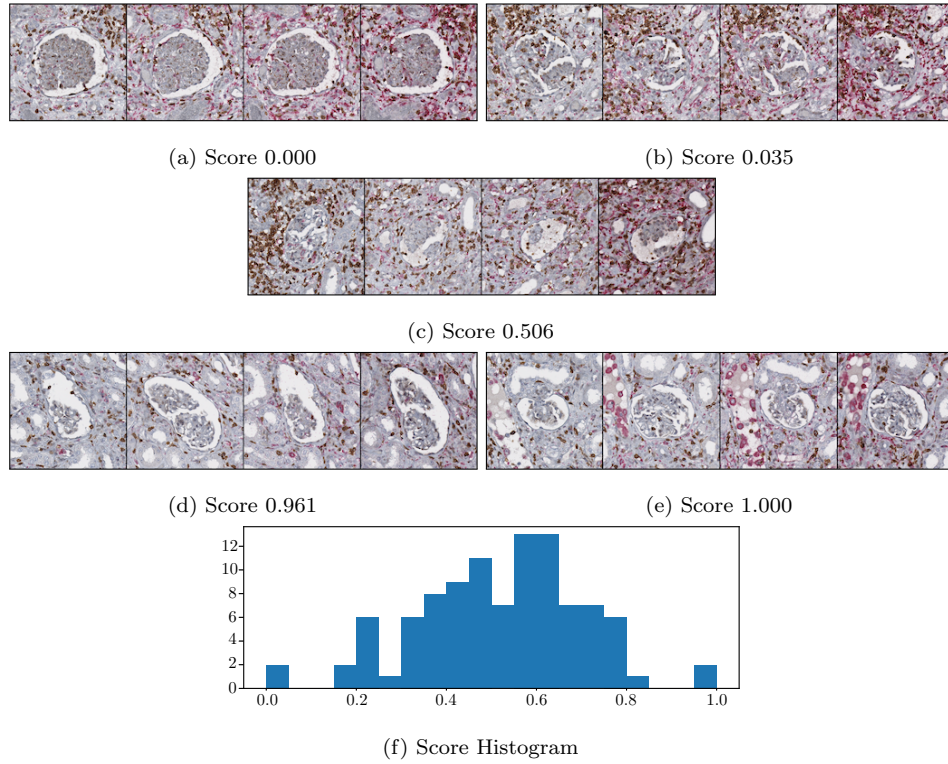 (a) Score 0.000
(b) Score 0.035
(c) Score 0.506
(d) Score 0.961
(e) Score 1.000
12
10
8
6
4
2
0
0.0 0.2 0.4 0.6 0.8 1.0
(f) Score Histogram